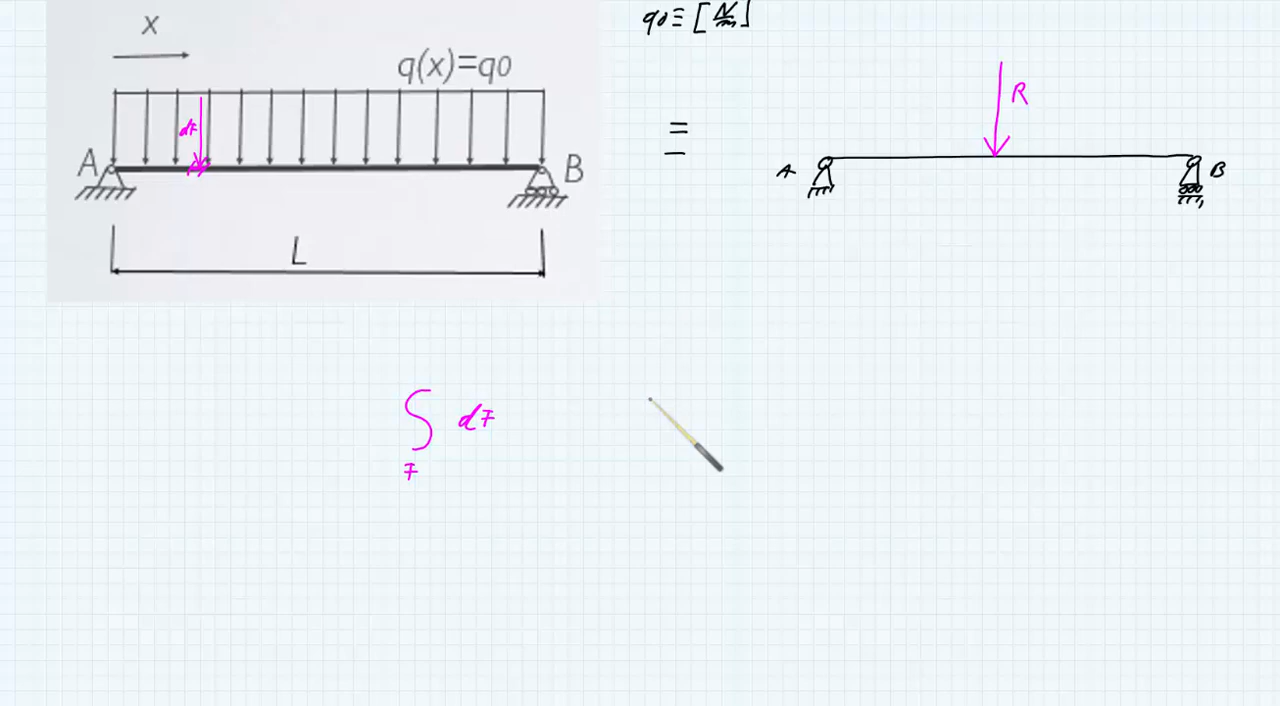 x
q(x)=q0
dF
A
B
L
q0 ≡ [N/m]
=
R
A
B
∫ dF
F